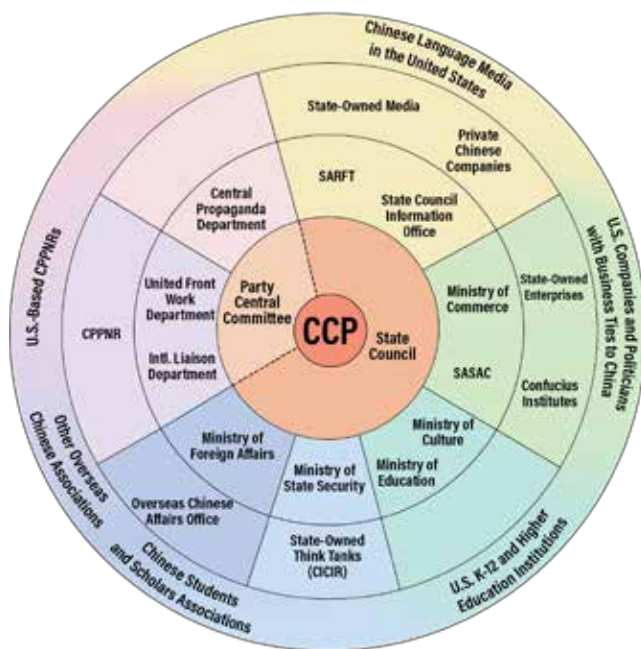 Chinese Language Media
in the United States
State-Owned Media
Private
Chinese
Companies
SARFT
State Council
Information
Office
Central
Propaganda
Department
U.S.-Based CPPNRs
CPPNR
United Front
Work
Department
Intl. Liaison
Department
Party
Central
Committee
CCP
State
Council
Ministry of
Commerce
SASAC
State-Owned
Enterprises
Confucius
Institutes
U.S. Companies and Politicians
with Business Ties to China
Ministry of
Culture
Ministry of
Education
Ministry of
Foreign Affairs
Ministry of
State Security
Overseas Chinese
Affairs Office
State-Owned
Think Tanks
(CICIR)
Other Overseas
Chinese Associations
Chinese Students
and Scholars Associations
U.S. K-12 and Higher
Education Institutions